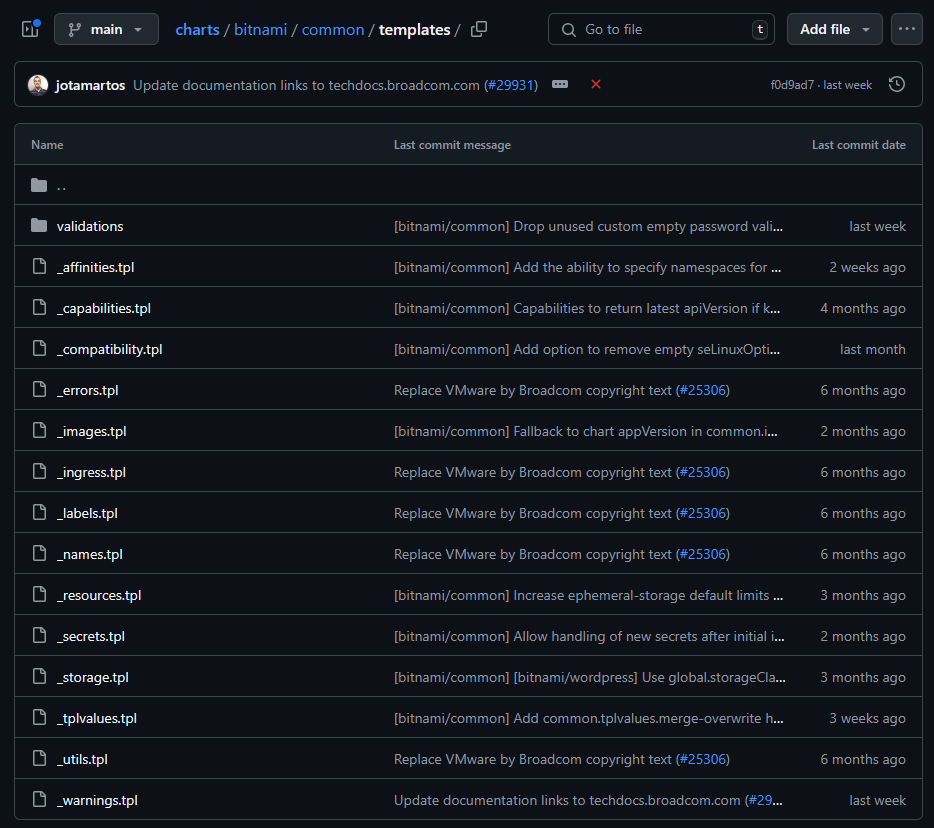 main charts / bitnami / common / templates / Go to file t Add file
jotamartos Update documentation links to techdocs.broadcom.com (#29931) f0d9ad7 · last week
Name Last commit message Last commit date
..
validations [bitnami/common] Drop unused custom empty password vali... last week
_affinities.tpl [bitnami/common] Add the ability to specify namespaces for ... 2 weeks ago
_capabilities.tpl [bitnami/common] Capabilities to return latest apiVersion if k... 4 months ago
_compatibility.tpl [bitnami/common] Add option to remove empty seLinuxOpti... last month
_errors.tpl Replace VMware by Broadcom copyright text (#25306) 6 months ago
_images.tpl [bitnami/common] Fallback to chart appVersion in common.i... 2 months ago
_ingress.tpl Replace VMware by Broadcom copyright text (#25306) 6 months ago
_labels.tpl Replace VMware by Broadcom copyright text (#25306) 6 months ago
_names.tpl Replace VMware by Broadcom copyright text (#25306) 6 months ago
_resources.tpl [bitnami/common] Increase ephemeral-storage default limits ... 3 months ago
_secrets.tpl [bitnami/common] Allow handling of new secrets after initial i... 2 months ago
_storage.tpl [bitnami/common] [bitnami/wordpress] Use global.storageCla... 3 months ago
_tplvalues.tpl [bitnami/common] Add common.tplvalues.merge-overwrite h... 3 weeks ago
_utils.tpl Replace VMware by Broadcom copyright text (#25306) 6 months ago
_warnings.tpl Update documentation links to techdocs.broadcom.com (#29... last week